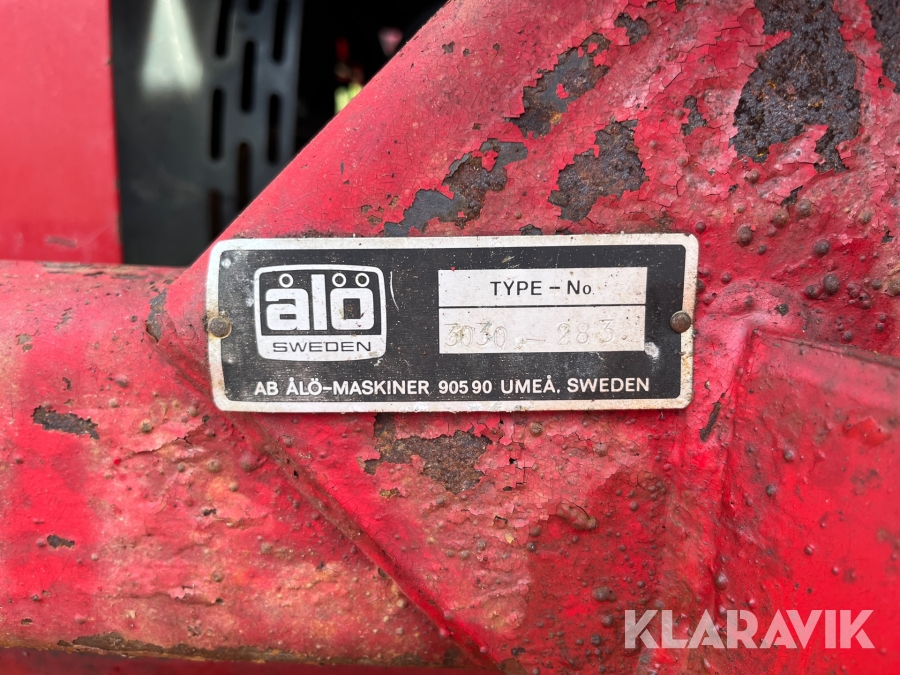 ålö
SWEDEN
TYPE – No.
3030 – 283
AB ÅLÖ-MASKINER 905 90 UMEÅ. SWEDEN
KLARAVIK